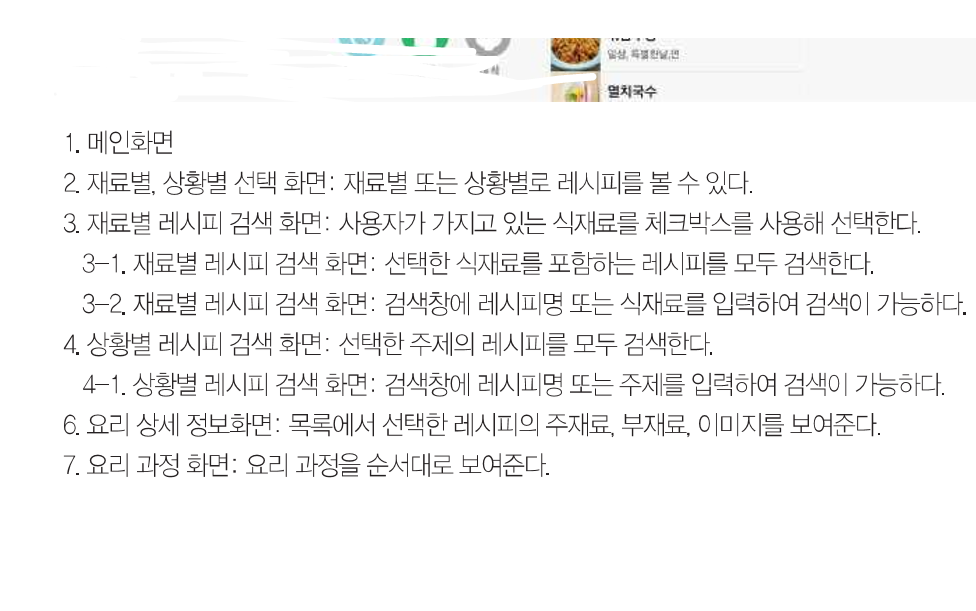 일상, 특별한날,면
멸치국수
1. 메인화면
2. 재료별, 상황별 선택 화면: 재료별 또는 상황별로 레시피를 볼 수 있다.
3. 재료별 레시피 검색 화면: 사용자가 가지고 있는 식재료를 체크박스를 사용해 선택한다.
3-1. 재료별 레시피 검색 화면: 선택한 식재료를 포함하는 레시피를 모두 검색한다.
3-2. 재료별 레시피 검색 화면: 검색창에 레시피명 또는 식재료를 입력하여 검색이 가능하다.
4. 상황별 레시피 검색 화면: 선택한 주제의 레시피를 모두 검색한다.
4-1. 상황별 레시피 검색 화면: 검색창에 레시피명 또는 주제를 입력하여 검색이 가능하다.
6. 요리 상세 정보화면: 목록에서 선택한 레시피의 주재료, 부재료, 이미지를 보여준다.
7. 요리 과정 화면: 요리 과정을 순서대로 보여준다.